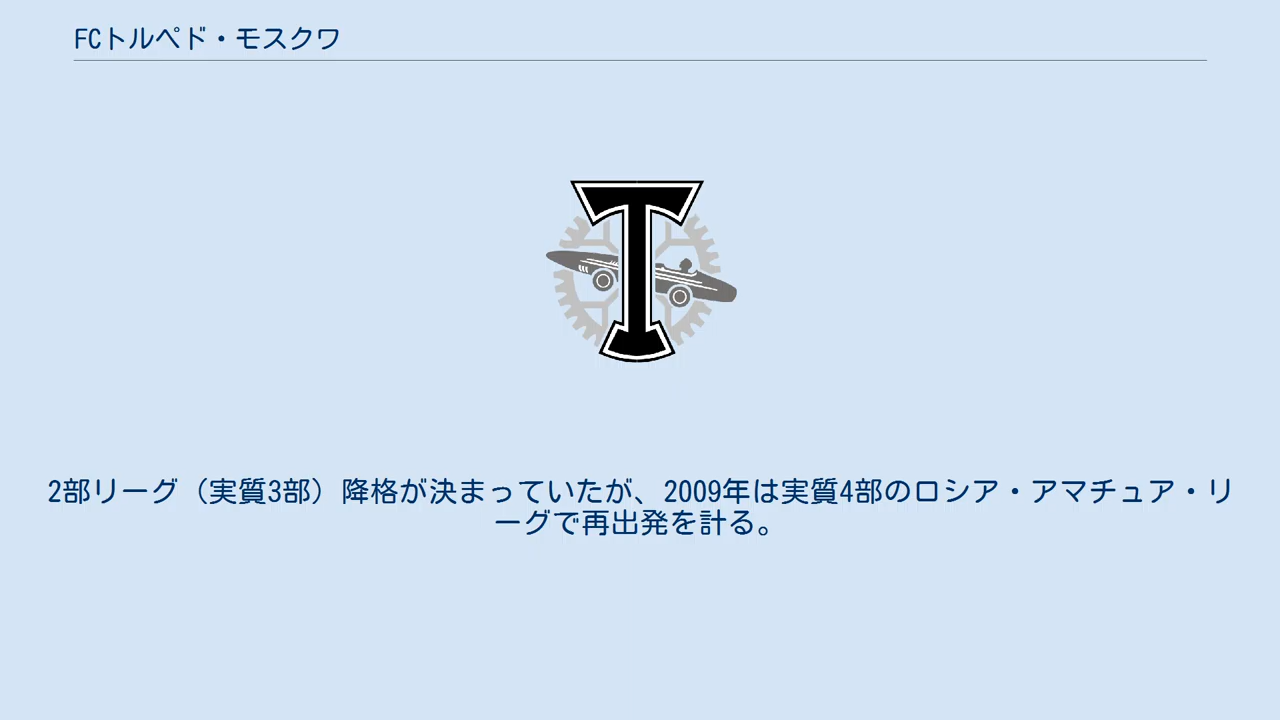 FCトルペド・モスクワ
T
2部リーグ（実質3部）降格が決まっていたが、2009年は実質4部のロシア・アマチュア・リ
ーグで再出発を計る。